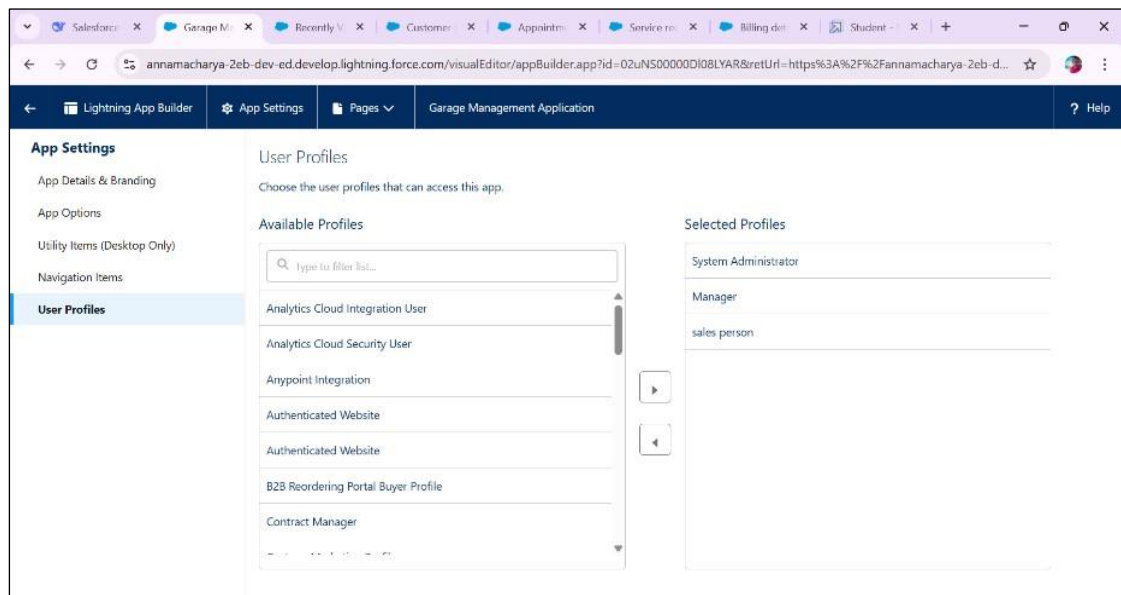 Salesforce
Garage Ma
Recently V
Customer
Appointme
Service re
Billing det
Student -
annamacharya-2eb-dev-ed.develop.lightning.force.com/visualEditor/appBuilder.app?id=02uNS00000Dl08LYAR&retUrl=https%3A%2F%2Fannamacharya-2eb-d...
Lightning App Builder
App Settings
Pages
Garage Management Application
? Help
App Settings
App Details & Branding
App Options
Utility Items (Desktop Only)
Navigation Items
User Profiles
User Profiles
Choose the user profiles that can access this app.
Available Profiles
Type to filter list...
Analytics Cloud Integration User
Analytics Cloud Security User
Anypoint Integration
Authenticated Website
Authenticated Website
B2B Reordering Portal Buyer Profile
Contract Manager
Selected Profiles
System Administrator
Manager
sales person